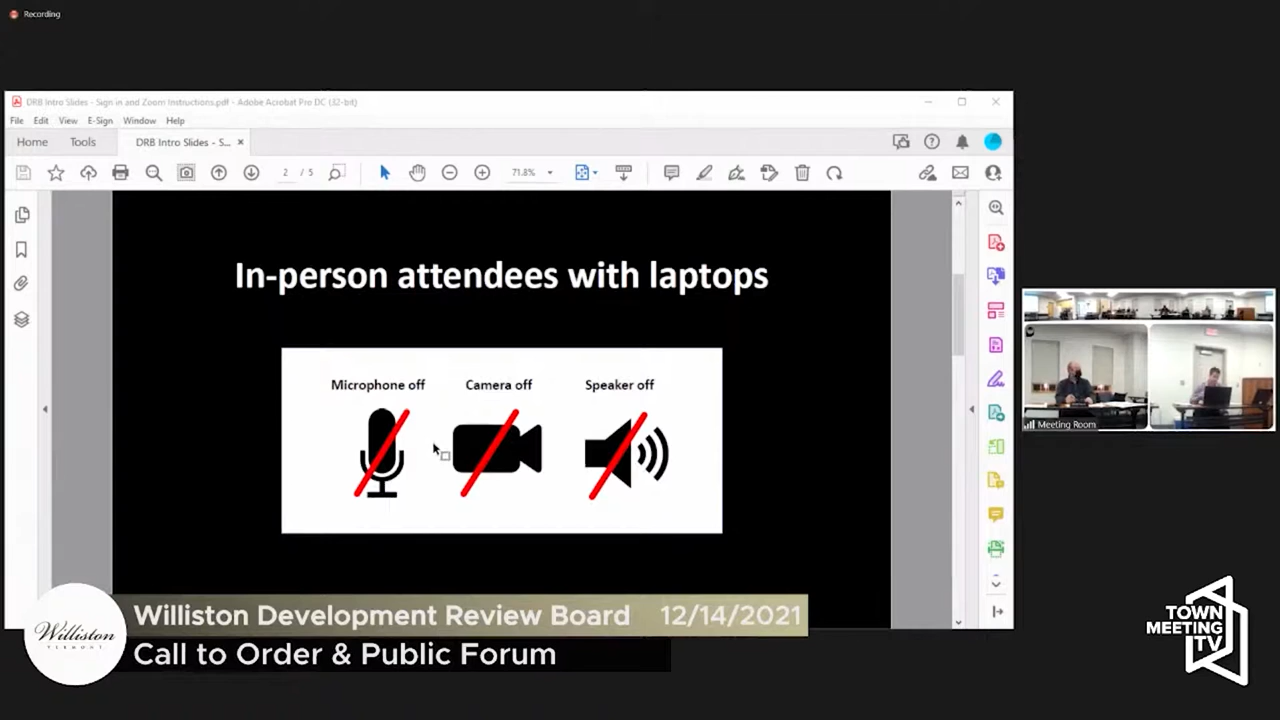 Recording
DRB Intro Slides - Sign in and Zoom Instructions.pdf - Adobe Acrobat Pro DC (32-bit)
File Edit View E-Sign Window Help
Home Tools DRB Intro Slides - S... ×
2 / 5 71.8%
In-person attendees with laptops
Microphone off Camera off Speaker off
Meeting Room
Williston Development Review Board 12/14/2021
Call to Order & Public Forum
Williston
VERMONT
TOWN
MEETING
TV